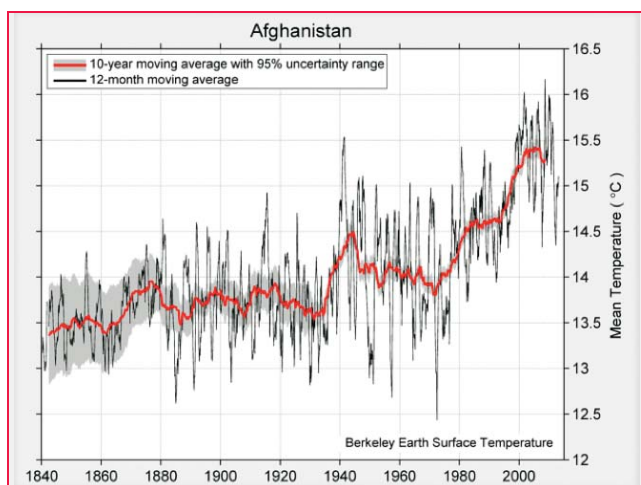 Afghanistan
10-year moving average with 95% uncertainty range
12-month moving average
16.5
16
15.5
15
14.5
14
13.5
13
12.5
12
Mean Temperature ( °C )
Berkeley Earth Surface Temperature
1840 1860 1880 1900 1920 1940 1960 1980 2000